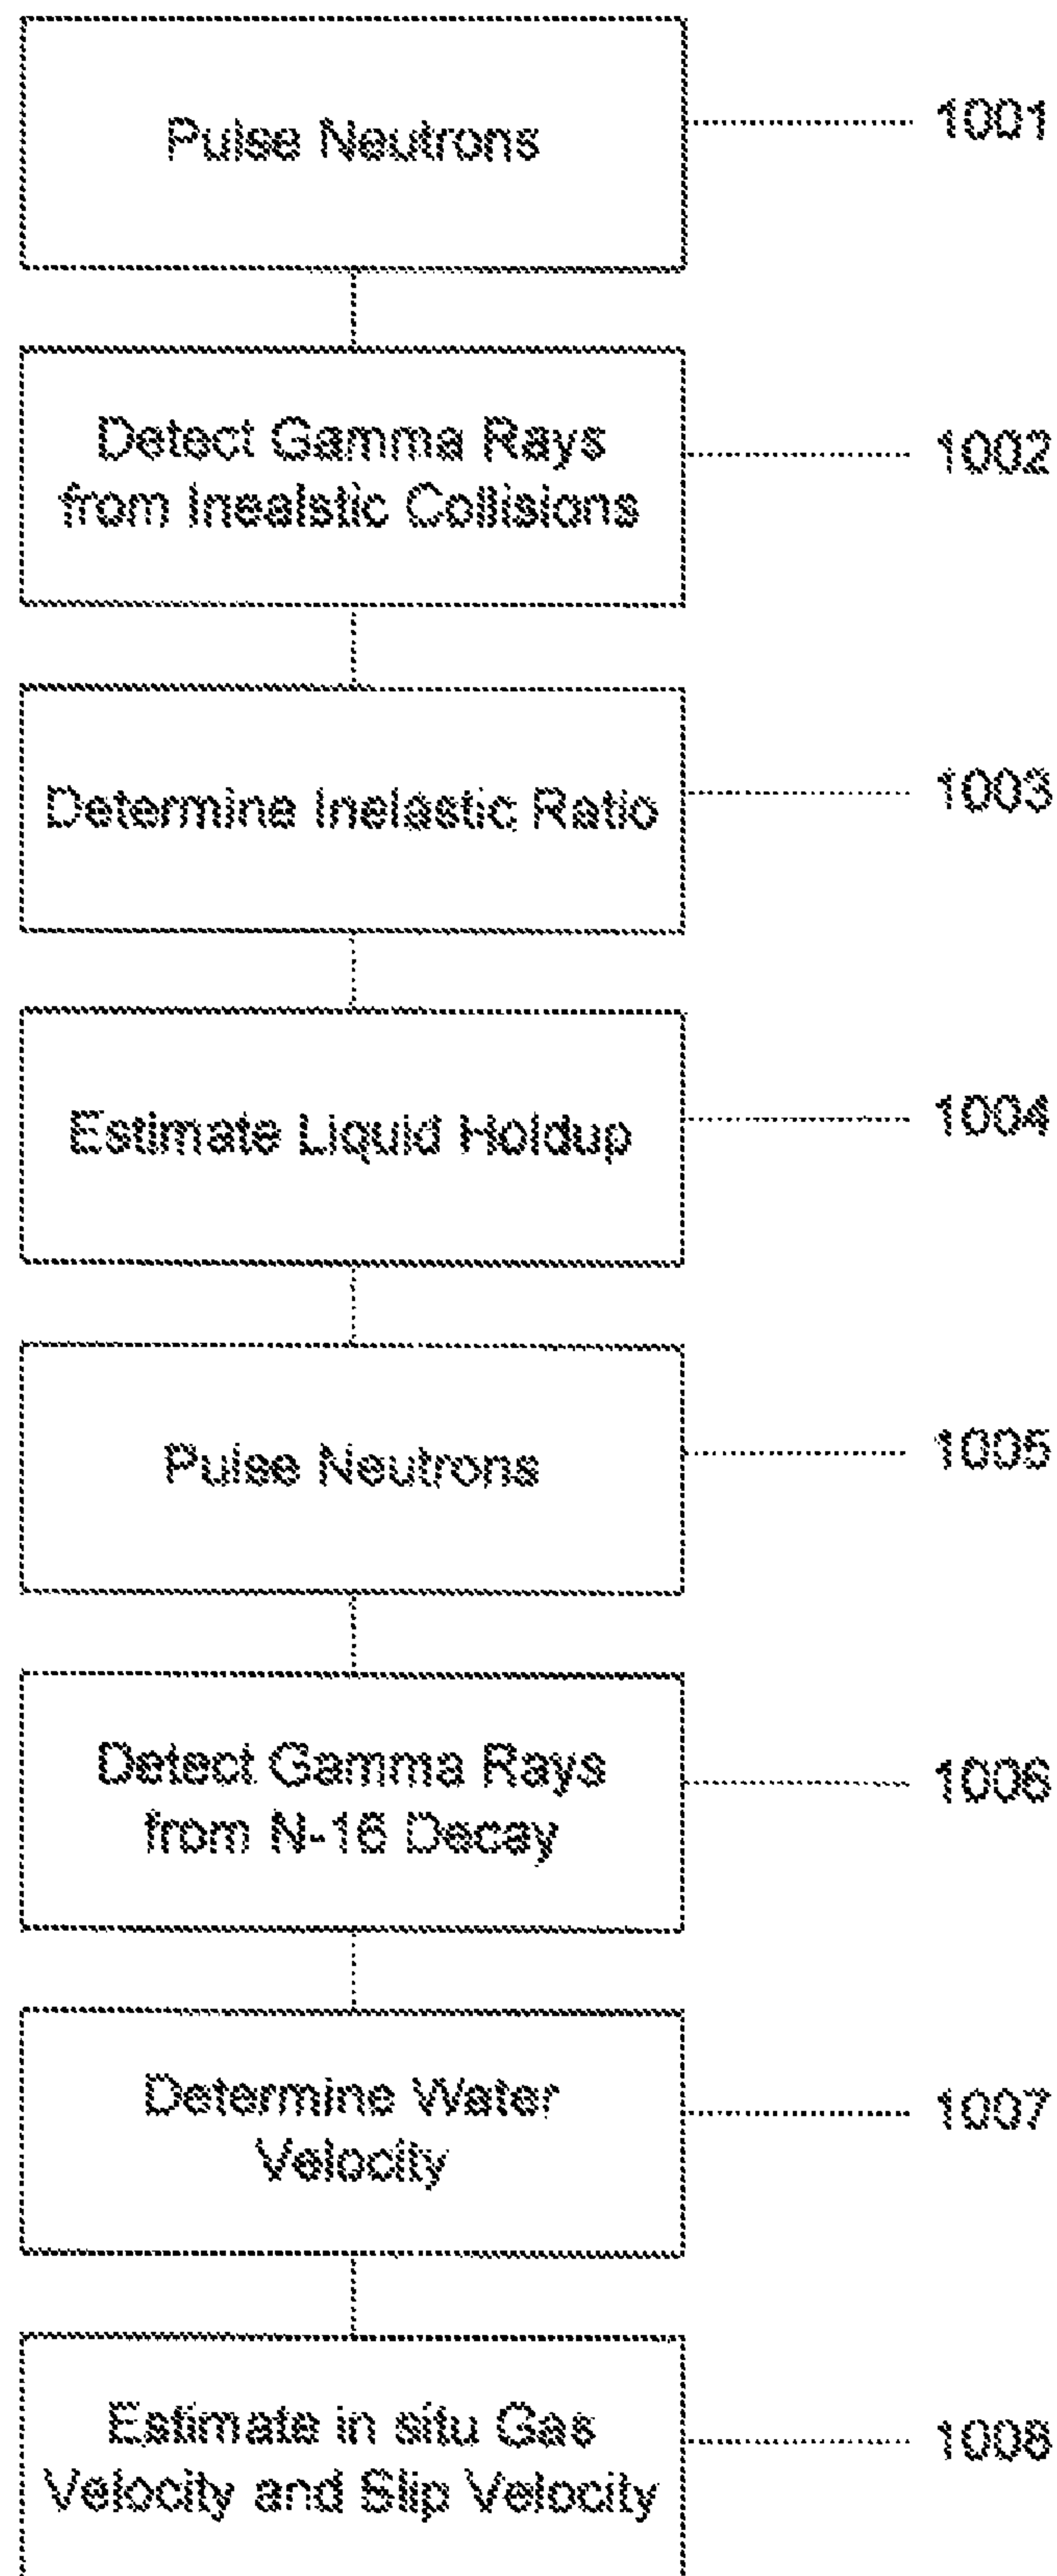 Pulse Neutrons
1001
Detect Gamma Rays
from Inealstic Collisions
1002
Determine Inelastic Ratio
1003
Estimate Liquid Holdup
1004
Pulse Neutrons
1005
Detect Gamma Rays
from N-16 Decay
1006
Determine Water
Velocity
1007
Estimate in situ Gas
Velocity and Slip Velocity
1008